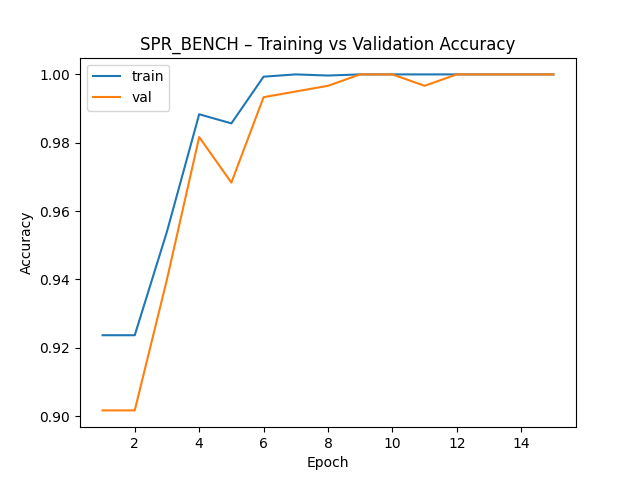 SPR_BENCH – Training vs Validation Accuracy
train
val
1.00
0.98
0.96
0.94
0.92
0.90
Accuracy
2 4 6 8 10 12 14
Epoch